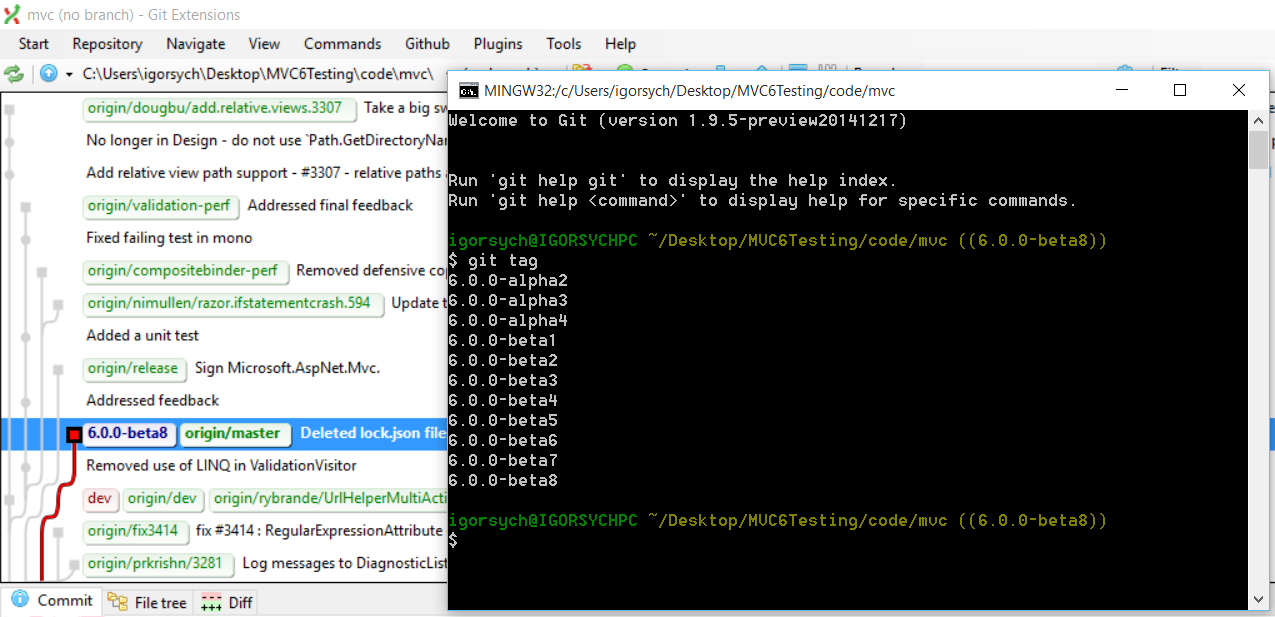 mvc (no branch) - Git Extensions
Start Repository Navigate View Commands Github Plugins Tools Help
C:\Users\igorsych\Desktop\MVC6Testing\code\mvc\
origin/dougbu/add.relative.views.3307 Take a big sw
No longer in Design - do not use `Path.GetDirectoryNa
Add relative view path support - #3307 - relative paths
origin/validation-perf Addressed final feedback
Fixed failing test in mono
origin/compositebinder-perf Removed defensive co
origin/nimullen/razor.ifstatementcrash.594 Update t
Added a unit test
origin/release Sign Microsoft.AspNet.Mvc.
Addressed feedback
6.0.0-beta8 origin/master Deleted lock.json file
Removed use of LINQ in ValidationVisitor
dev origin/dev origin/rybrande/UrlHelperMultiActi
origin/fix3414 fix #3414 : RegularExpressionAttribute
origin/prkrishn/3281 Log messages to DiagnosticList
Commit File tree Diff
MINGW32:/c/Users/igorsych/Desktop/MVC6Testing/code/mvc
Welcome to Git (version 1.9.5-preview20141217)
Run 'git help git' to display the help index.
Run 'git help <command>' to display help for specific commands.
igorsych@IGORSYCHPC ~/Desktop/MVC6Testing/code/mvc ((6.0.0-beta8))
$ git tag
6.0.0-alpha2
6.0.0-alpha3
6.0.0-alpha4
6.0.0-beta1
6.0.0-beta2
6.0.0-beta3
6.0.0-beta4
6.0.0-beta5
6.0.0-beta6
6.0.0-beta7
6.0.0-beta8
igorsych@IGORSYCHPC ~/Desktop/MVC6Testing/code/mvc ((6.0.0-beta8))
$